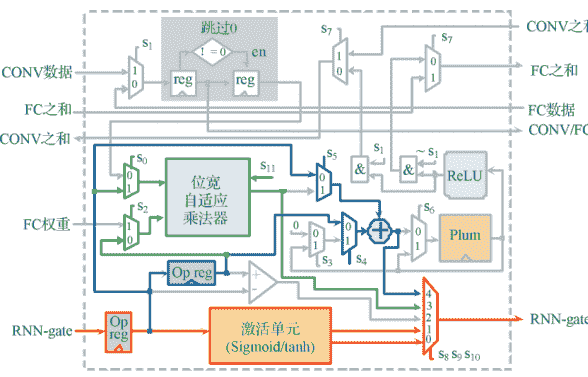 跳过0
s1
! = 0
en
reg
reg
1
0
s7
1
0
s7
0
1
CONV之和
CONV数据
FC之和
FC之和
FC数据
CONV之和
CONV/FC
s1
~ s1
&
&
ReLU
s0
0
1
位宽
自适应
乘法器
s11
s5
0
1
s2
1
0
FC权重
0
0
1
s3
0
1
s4
+
s6
0
1
Plum
Op reg
+
−
4
3
2
1
0
RNN-gate
Op
reg
激活单元
(Sigmoid/tanh)
RNN-gate
s8 s9 s10